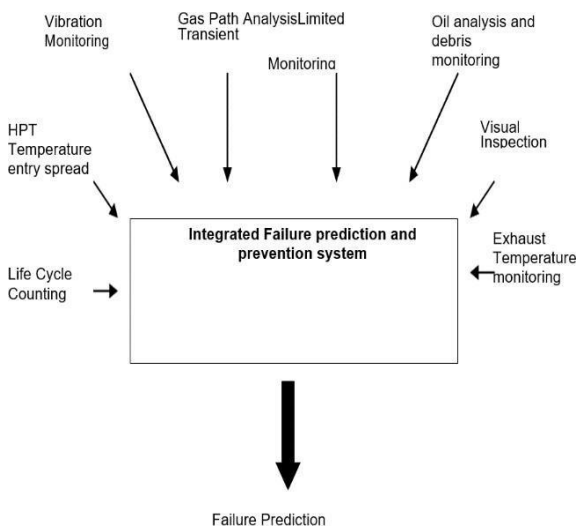 Vibration
Monitoring
Gas Path AnalysisLimited
Transient
Monitoring
Oil analysis and
debris
monitoring
HPT
Temperature
entry spread
Visual
Inspection
Integrated Failure prediction and
prevention system
Life Cycle
Counting
Exhaust
Temperature
monitoring
Failure Prediction